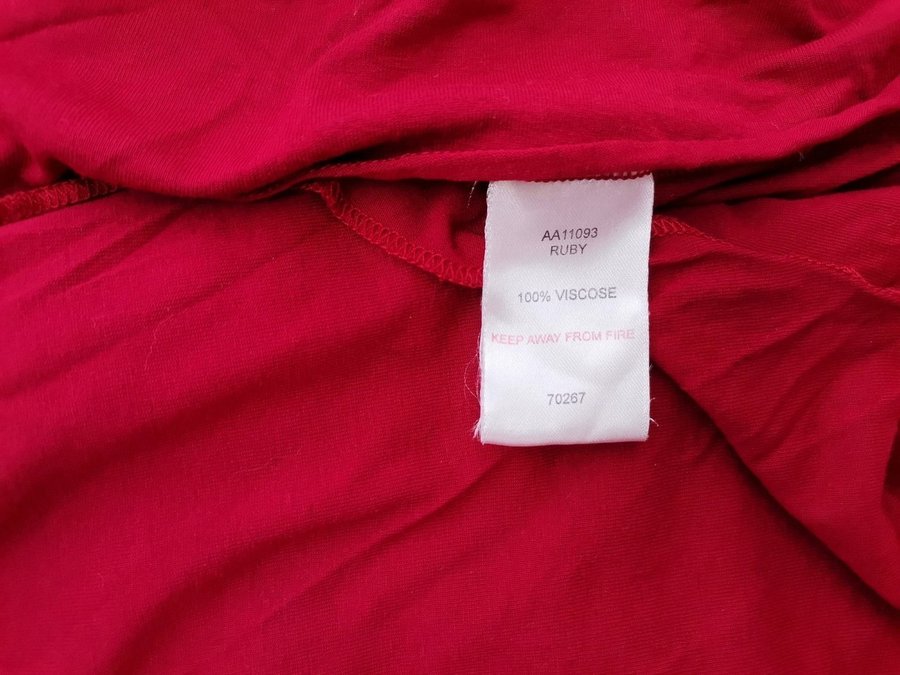 AA11093
RUBY
100% VISCOSE
KEEP AWAY FROM FIRE
70267